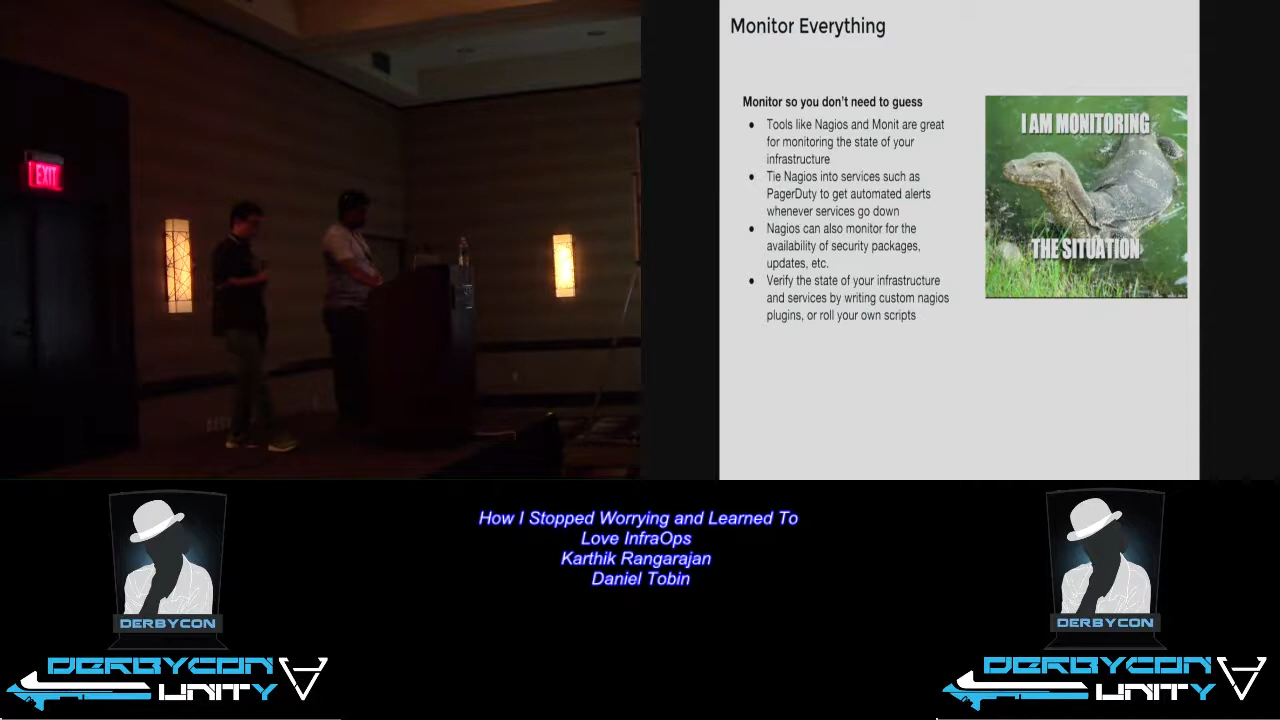 EXIT
Monitor Everything
Monitor so you don't need to guess
• Tools like Nagios and Monit are great
for monitoring the state of your
infrastructure
• Tie Nagios into services such as
PagerDuty to get automated alerts
whenever services go down
• Nagios can also monitor for the
availability of security packages,
updates, etc.
• Verify the state of your infrastructure
and services by writing custom nagios
plugins, or roll your own scripts
I AM MONITORING
THE SITUATION
How I Stopped Worrying and Learned To
Love InfraOps
Karthik Rangarajan
Daniel Tobin
DERBYCON
DERBYCON
UNITY
DERBYCON
DERBYCON
UNITY